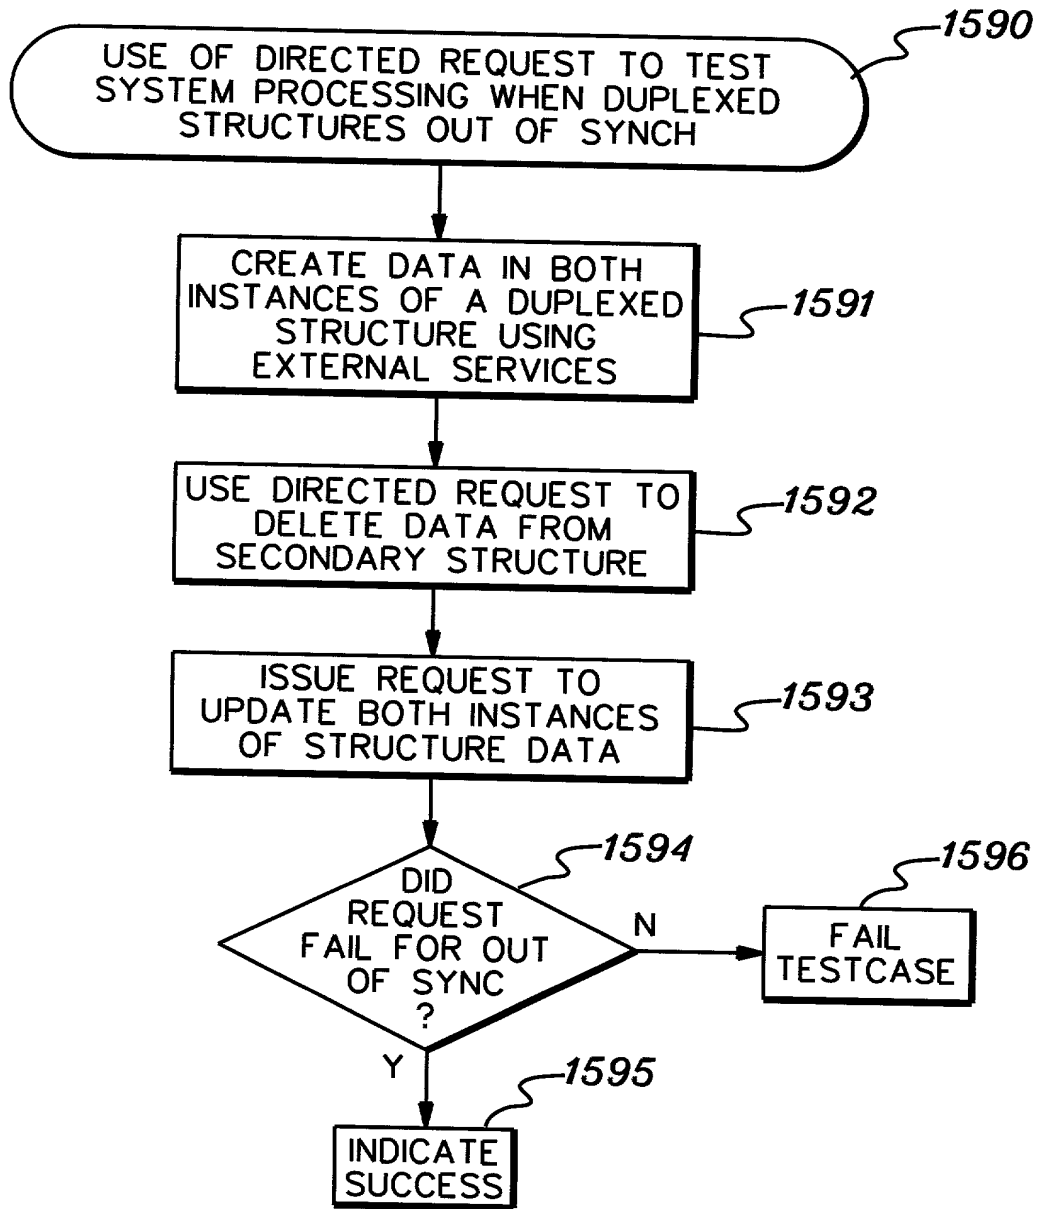 1590
USE OF DIRECTED REQUEST TO TEST
SYSTEM PROCESSING WHEN DUPLEXED
STRUCTURES OUT OF SYNCH
CREATE DATA IN BOTH
INSTANCES OF A DUPLEXED
STRUCTURE USING
EXTERNAL SERVICES
1591
USE DIRECTED REQUEST TO
DELETE DATA FROM
SECONDARY STRUCTURE
1592
ISSUE REQUEST TO
UPDATE BOTH INSTANCES
OF STRUCTURE DATA
1593
1594
DID
REQUEST
FAIL FOR OUT
OF SYNC
?
N
1596
FAIL
TESTCASE
Y
1595
INDICATE
SUCCESS